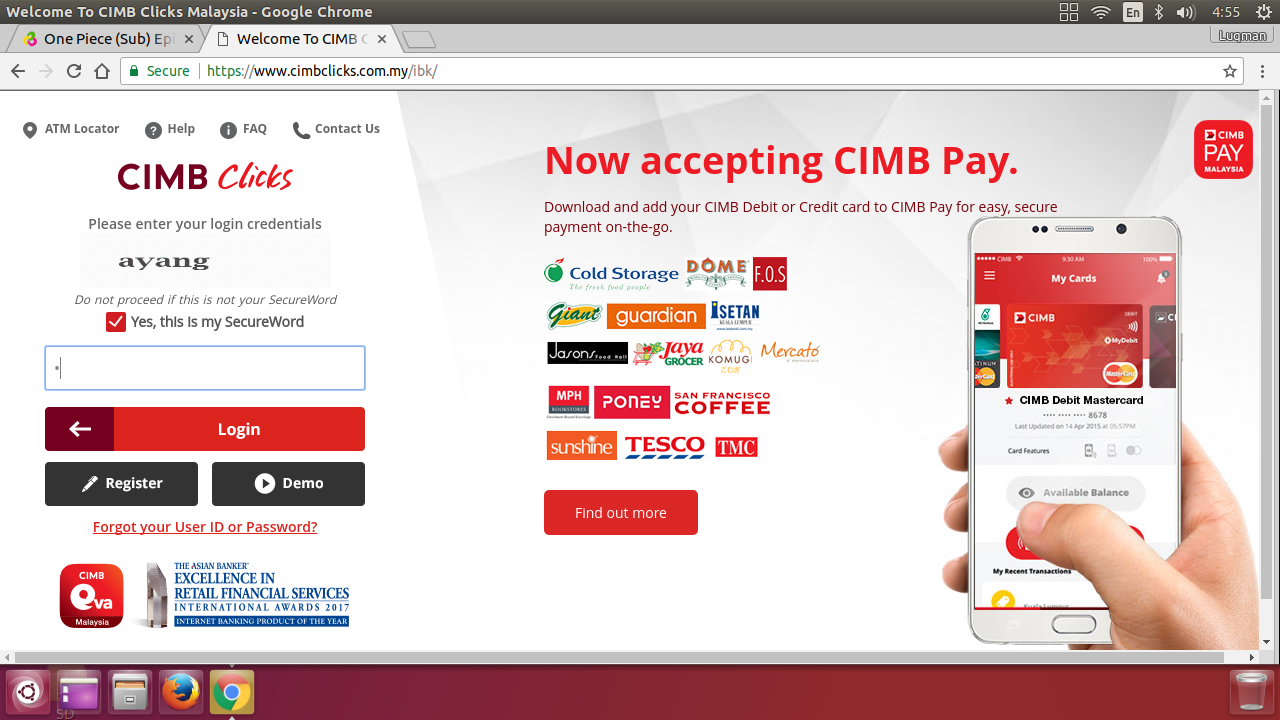 Welcome To CIMB Clicks Malaysia - Google Chrome
En
4:55
One Piece (Sub) Epi
Welcome To CIMB C
Luqman
Secure
https://www.cimbclicks.com.my/ibk/
ATM Locator
Help
FAQ
Contact Us
CIMB Clicks
Please enter your login credentials
ayang
Do not proceed if this is not your SecureWord
Yes, this is my SecureWord
Login
Register
Demo
Forgot your User ID or Password?
CIMB
eva
Malaysia
THE ASIAN BANKER
EXCELLENCE IN
RETAIL FINANCIAL SERVICES
INTERNATIONAL AWARDS 2017
INTERNET BANKING PRODUCT OF THE YEAR
Now accepting CIMB Pay.
Download and add your CIMB Debit or Credit card to CIMB Pay for easy, secure
payment on-the-go.
Cold Storage
The fresh food people
DÔME
F.O.S
Giant
guardian
ISETAN
KUALA LUMPUR
Jasons Food Hall
Jaya
GROCER
KOMUGI
こむぎ
Mercato
MPH
BOOKSTORES
PONEY
SAN FRANCISCO
COFFEE
sunshine
TESCO
TMC
Find out more
CIMB
PAY
MALAYSIA
CIMB
9:30 AM
100%
My Cards
PETRONAS
CIMB
DEBIT
MyDebit
MasterCard
CIMB Debit Mastercard
8678
Last Updated on 14 Apr 2015 at 05:57PM
Card Features
Available Balance
My Recent Transactions
Kuala Lumpur
SD